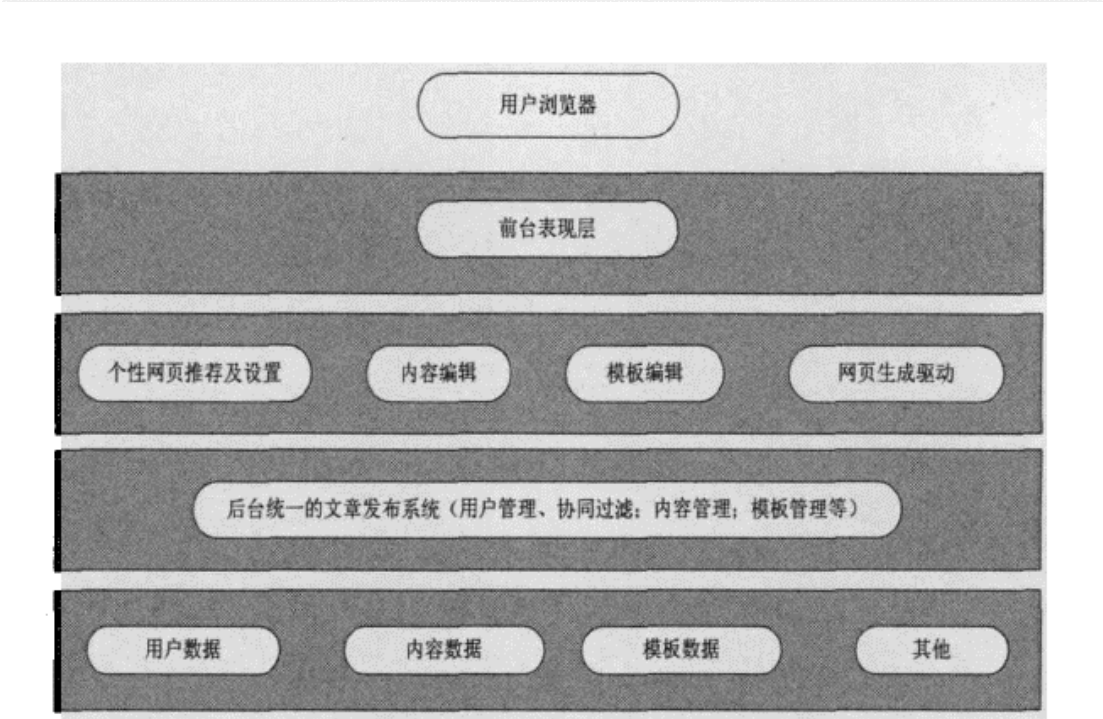 用户浏览器
前台表现层
个性网页推荐及设置 内容编辑 模板编辑 网页生成驱动
后台统一的文章发布系统（用户管理、协同过滤；内容管理；模板管理等）
用户数据 内容数据 模板数据 其他